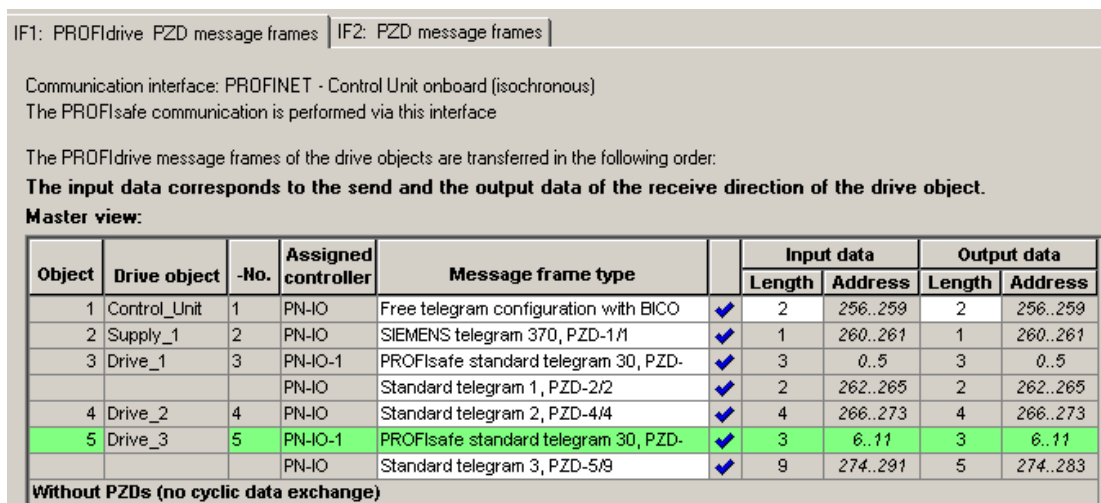 IF1: PROFIdrive PZD message frames IF2: PZD message frames
Communication interface: PROFINET - Control Unit onboard (isochronous)
The PROFIsafe communication is performed via this interface
The PROFIdrive message frames of the drive objects are transferred in the following order:
The input data corresponds to the send and the output data of the receive direction of the drive object.
Master view:
Object Drive object -No. Assigned controller Message frame type Input data Output data
Length Address Length Address
1 Control_Unit 1 PN-IO Free telegram configuration with BICO 2 256..259 2 256..259
2 Supply_1 2 PN-IO SIEMENS telegram 370, PZD-1/1 1 260..261 1 260..261
3 Drive_1 3 PN-IO-1 PROFIsafe standard telegram 30, PZD- 3 0..5 3 0..5
PN-IO Standard telegram 1, PZD-2/2 2 262..265 2 262..265
4 Drive_2 4 PN-IO Standard telegram 2, PZD-4/4 4 266..273 4 266..273
5 Drive_3 5 PN-IO-1 PROFIsafe standard telegram 30, PZD- 3 6..11 3 6..11
PN-IO Standard telegram 3, PZD-5/9 9 274..291 5 274..283
Without PZDs (no cyclic data exchange)